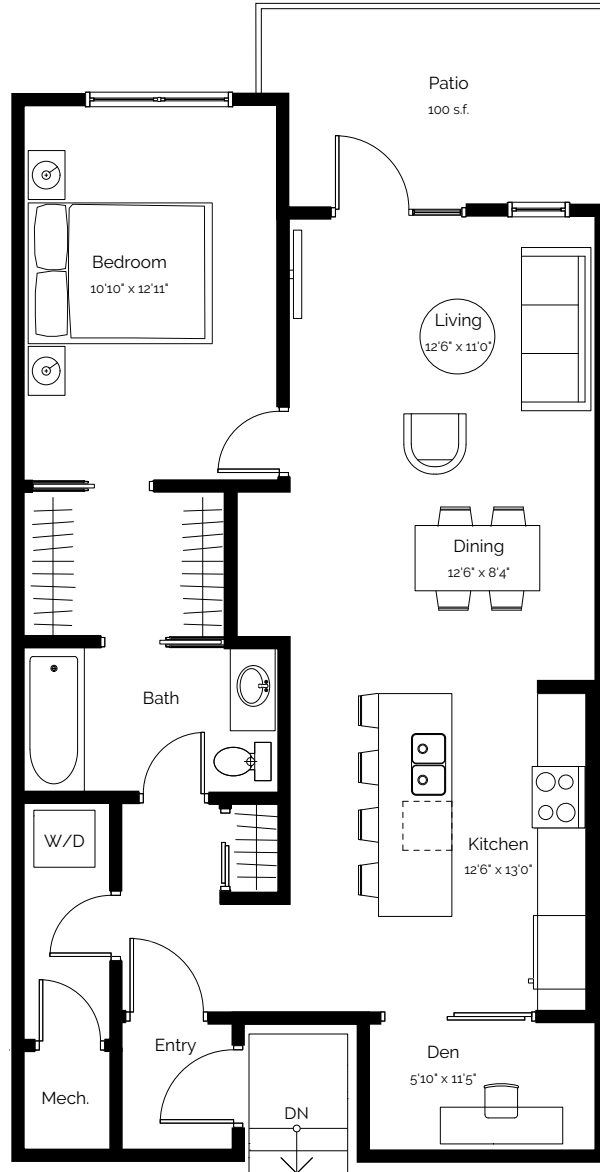 Patio
100 s.f.
Bedroom
10'10" x 12'11"
Living
12'6" x 11'0"
Dining
12'6" x 8'4"
Bath
W/D
Kitchen
12'6" x 13'0"
Entry
Den
5'10" x 11'5"
Mech.
DN